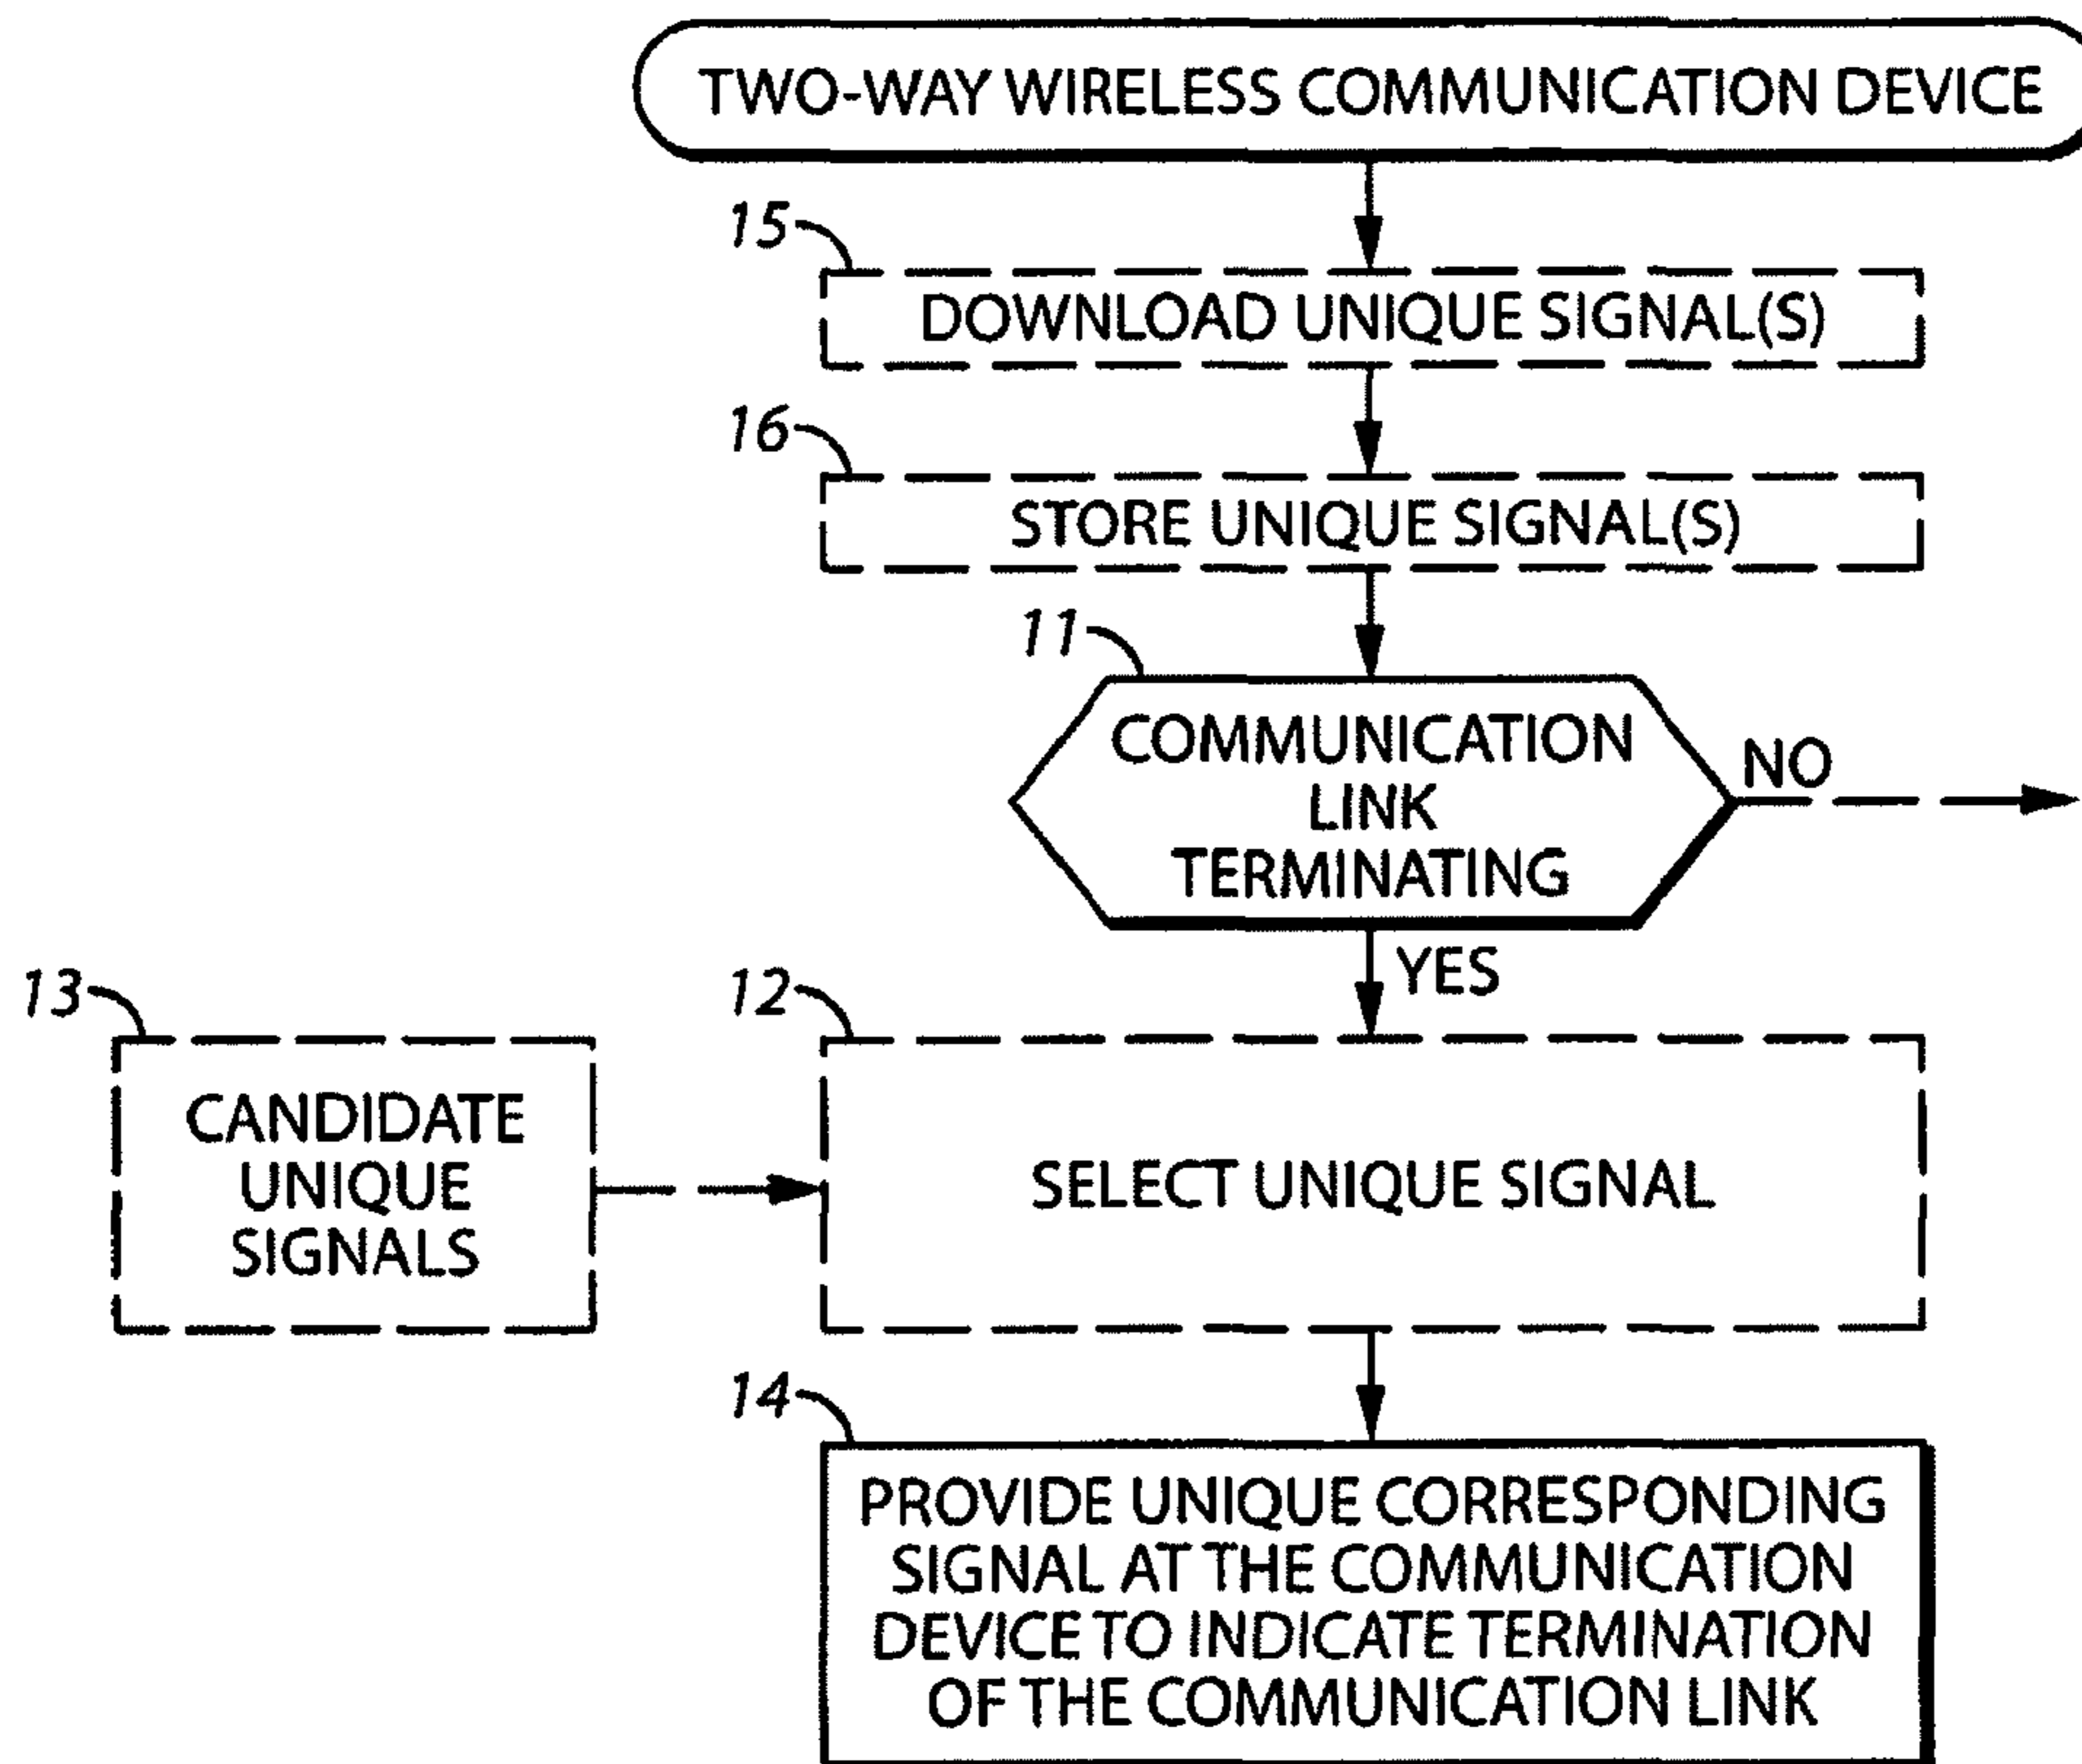 TWO-WAY WIRELESS COMMUNICATION DEVICE
15
DOWNLOAD UNIQUE SIGNAL(S)
16
STORE UNIQUE SIGNAL(S)
11
COMMUNICATION
LINK
TERMINATING
NO
YES
13
CANDIDATE
UNIQUE
SIGNALS
12
SELECT UNIQUE SIGNAL
14
PROVIDE UNIQUE CORRESPONDING
SIGNAL AT THE COMMUNICATION
DEVICE TO INDICATE TERMINATION
OF THE COMMUNICATION LINK